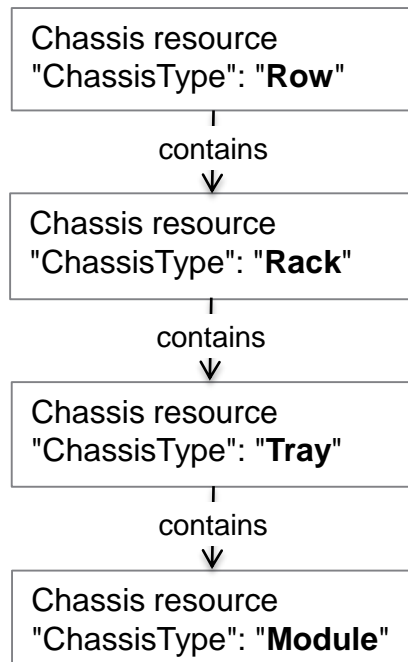 Chassis resource
"ChassisType": "Row"
contains
Chassis resource
"ChassisType": "Rack"
contains
Chassis resource
"ChassisType": "Tray"
contains
Chassis resource
"ChassisType": "Module"